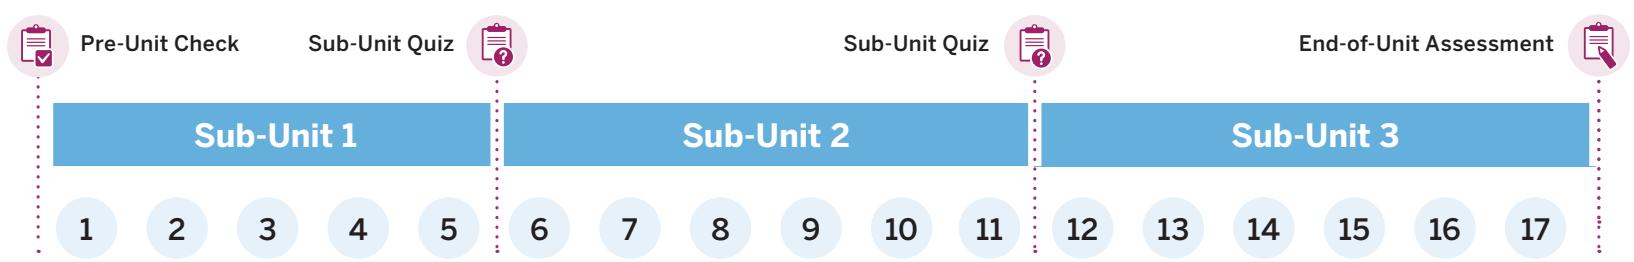 Pre-Unit Check Sub-Unit Quiz Sub-Unit Quiz End-of-Unit Assessment
Sub-Unit 1 Sub-Unit 2 Sub-Unit 3
1 2 3 4 5 6 7 8 9 10 11 12 13 14 15 16 17